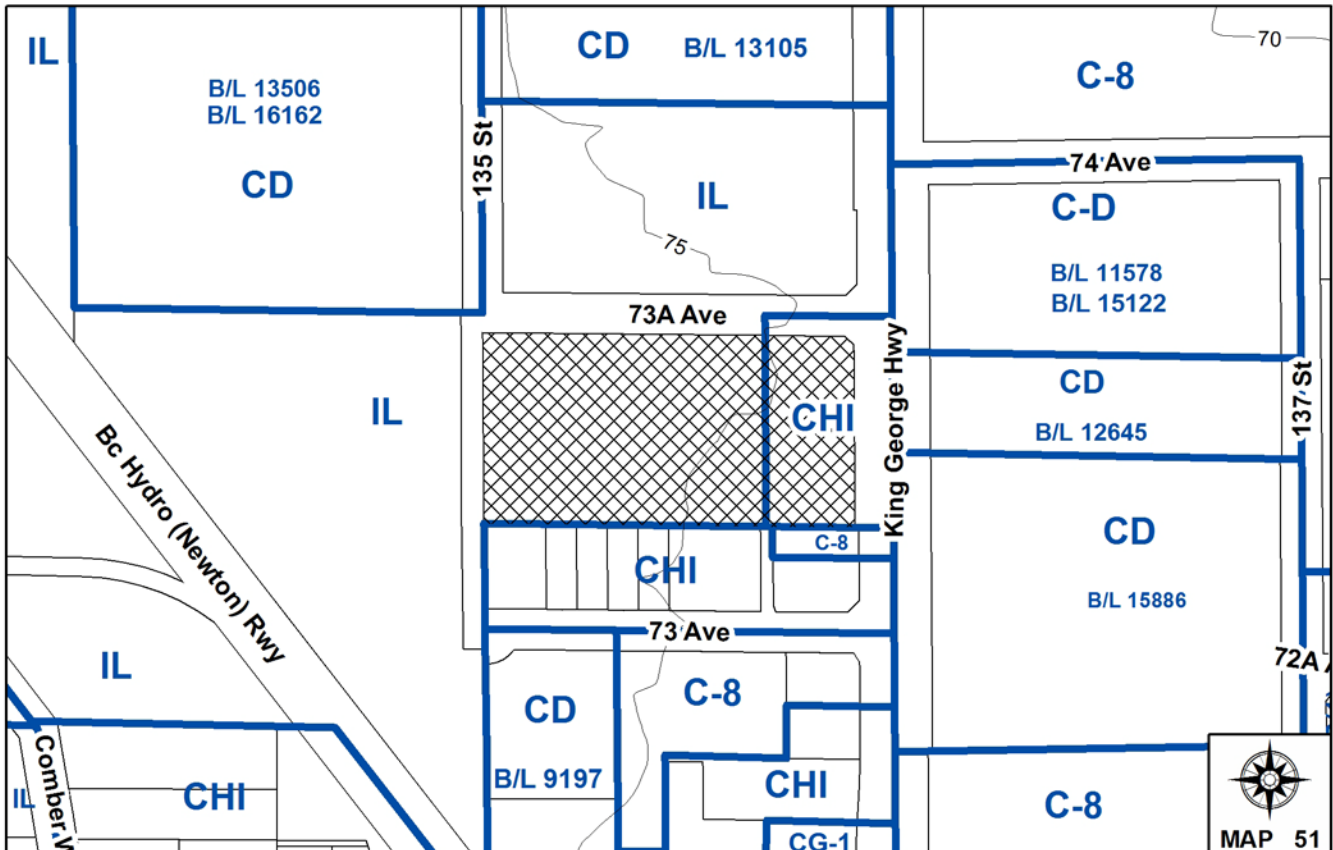 IL
B/L 13506
B/L 16162
CD
135 St
CD B/L 13105
IL
75
70
C-8
74 Ave
C-D
B/L 11578
B/L 15122
73A Ave
King George Hwy
137 St
CD
B/L 12645
IL
CHI
Bc Hydro (Newton) Rwy
C-8
CHI
CD
B/L 15886
73 Ave
72A
IL
CD
B/L 9197
C-8
CHI
CG-1
C-8
IL
Comber
CHI
MAP 51